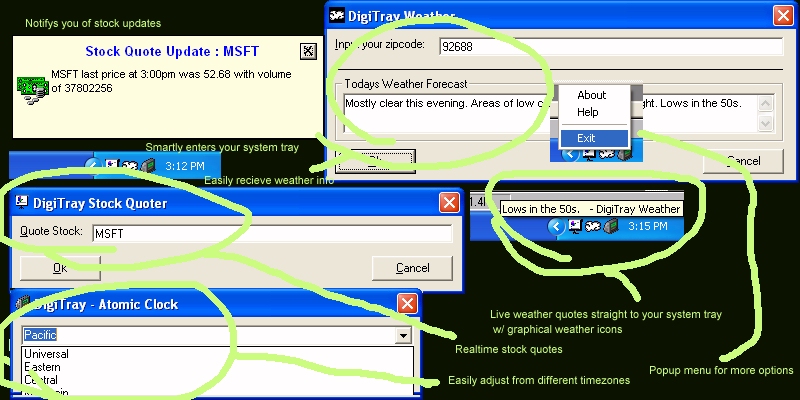 Notifys you of stock updates
Stock Quote Update : MSFT
MSFT last price at 3:00pm was 52.68 with volume
of 37802256
Smartly enters your system tray
3:12 PM
Easily recieve weather info
DigiTray Weather
Input your zipcode:
92688
Todays Weather Forecast
Mostly clear this evening. Areas of low c
ght. Lows in the 50s.
About
Help
Exit
Cancel
DigiTray Stock Quoter
Quote Stock:
MSFT
Ok
Cancel
1.4
Lows in the 50s. - DigiTray Weather
3:15 PM
DigiTray - Atomic Clock
Pacific
Universal
Eastern
Central
Live weather quotes straight to your system tray
w/ graphical weather icons
Realtime stock quotes
Easily adjust from different timezones
Popup menu for more options